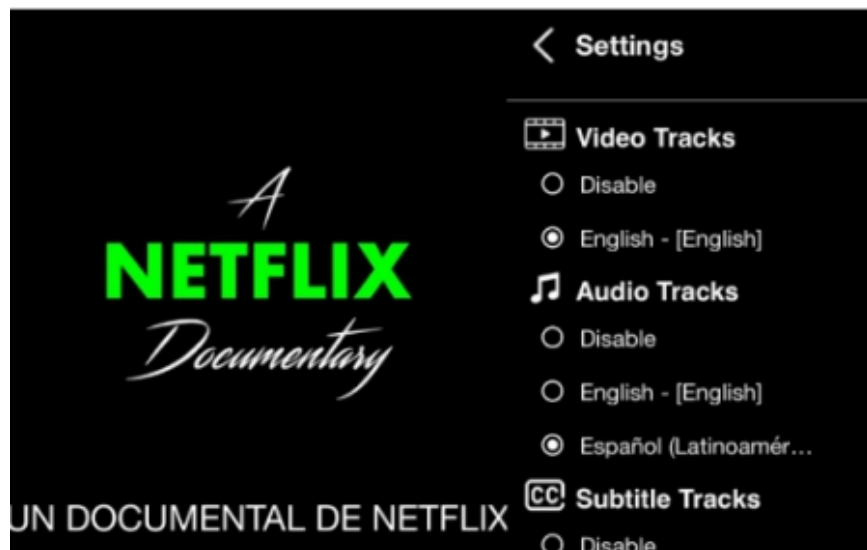 A
NETFLIX
Documentary
UN DOCUMENTAL DE NETFLIX
Settings
Video Tracks
Disable
English - [English]
Audio Tracks
Disable
English - [English]
Español (Latinoamér...
CC Subtitle Tracks
Disable